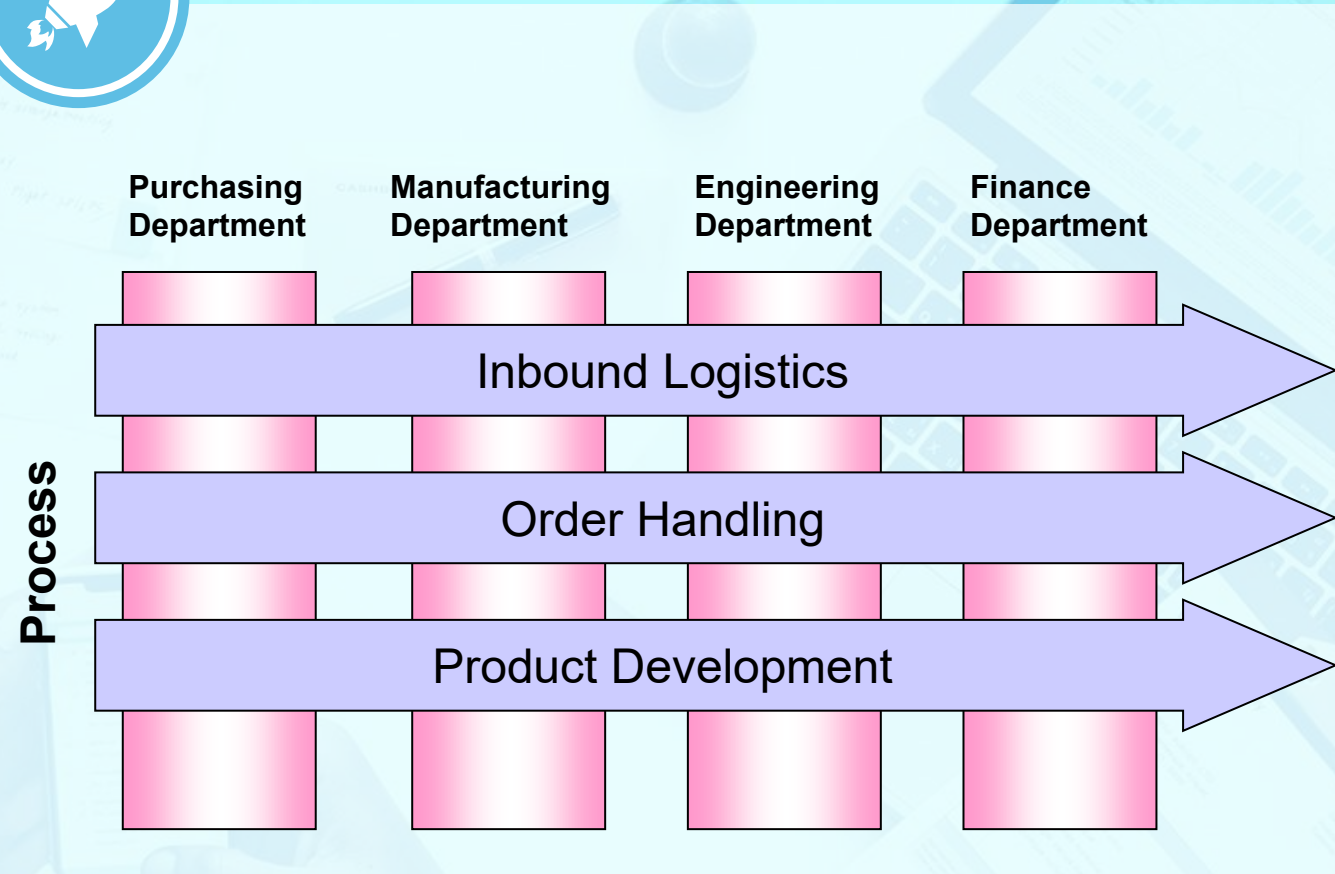 Purchasing
Department
Manufacturing
Department
Engineering
Department
Finance
Department
Inbound Logistics
Process
Order Handling
Product Development